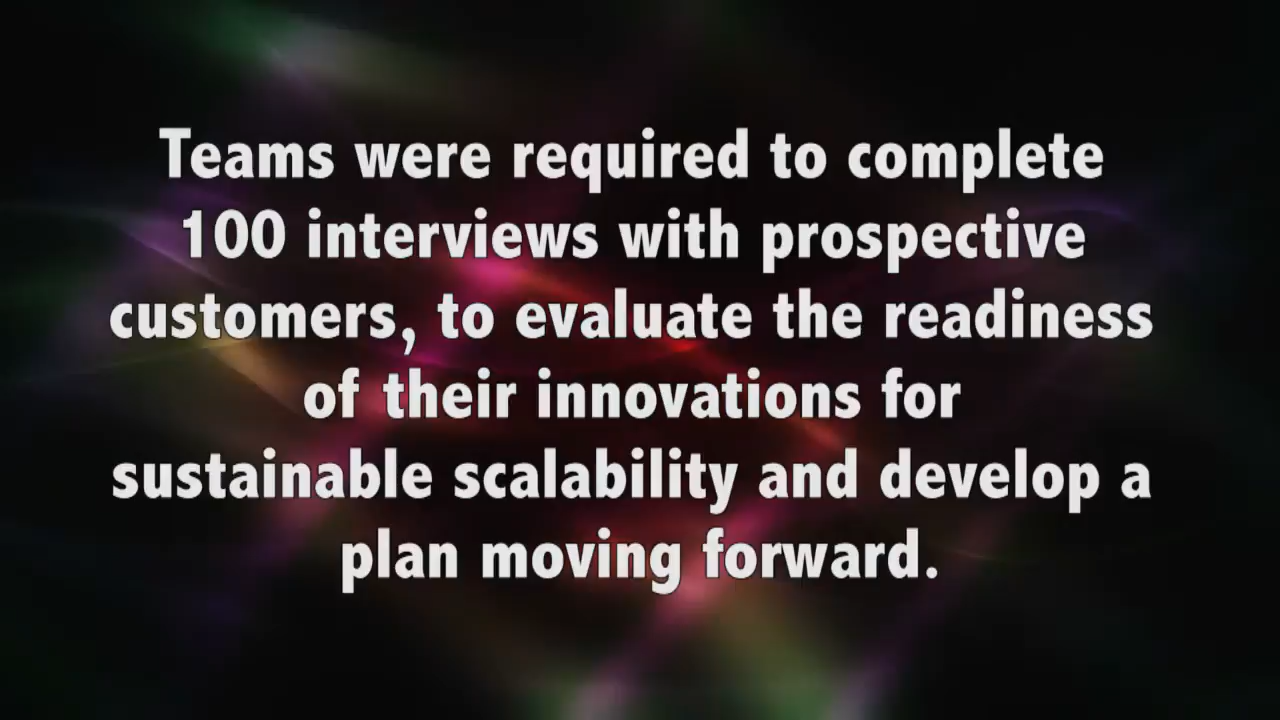 Teams were required to complete
100 interviews with prospective
customers, to evaluate the readiness
of their innovations for
sustainable scalability and develop a
plan moving forward.